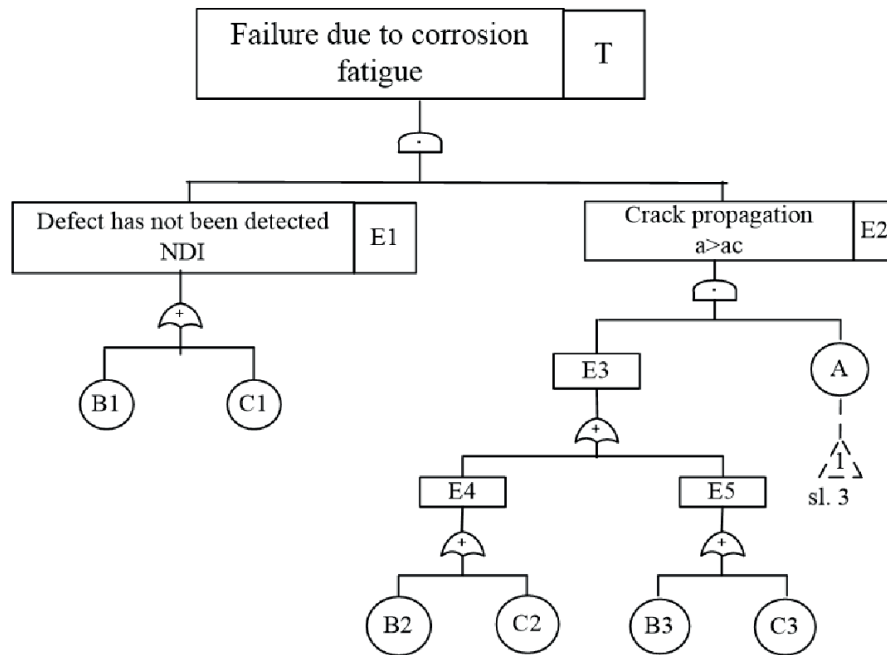 Failure due to corrosion
fatigue
T
Defect has not been detected
NDI
E1
Crack propagation
a>ac
E2
+
E3
A
B1
C1
+
1
sl. 3
E4
E5
+
+
B2
C2
B3
C3